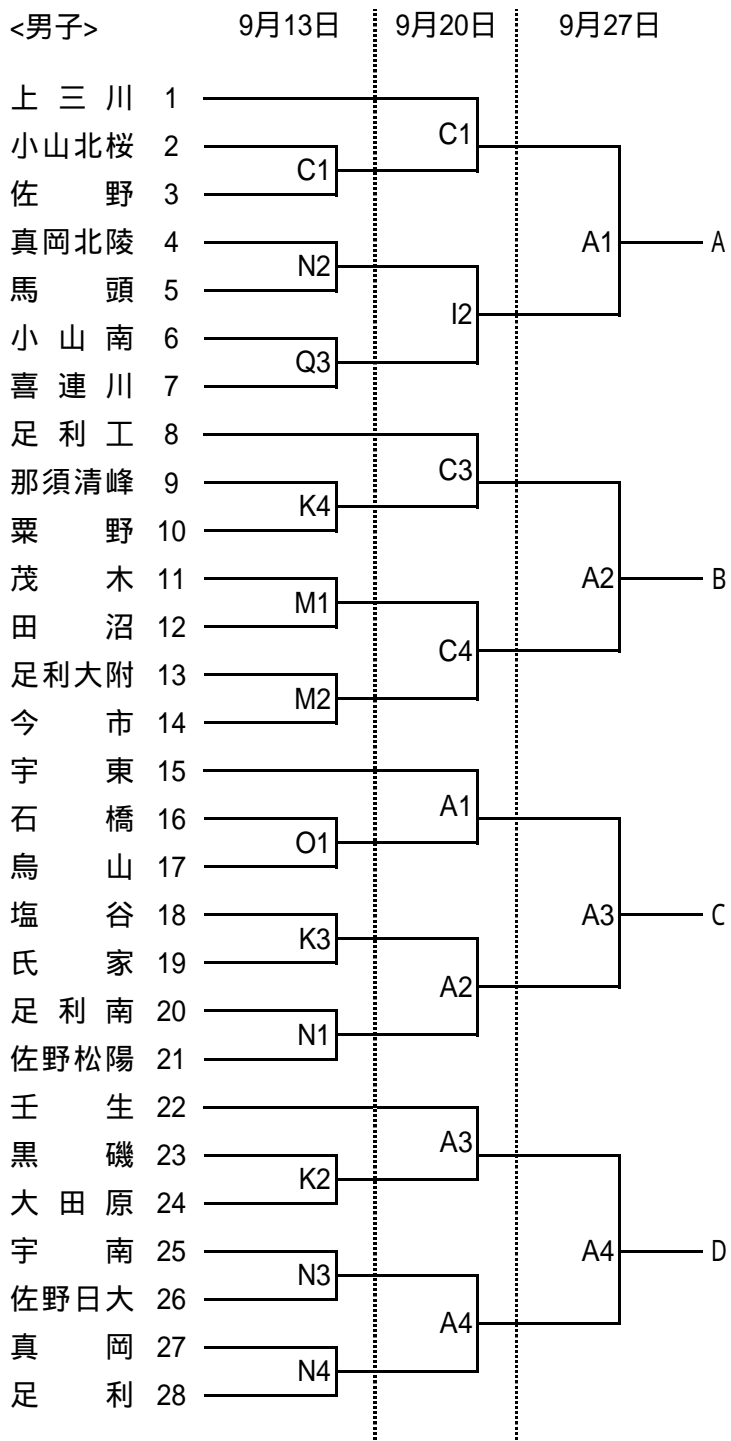 <男子> 9月13日 9月20日 9月27日
上三川 1
C1
小山北桜 2
C1
佐野 3
真岡北陵 4
A1 A
N2
馬頭 5
I2
小山南 6
Q3
喜連川 7
足利工 8
C3
那須清峰 9
K4
粟野 10
茂木 11
A2 B
M1
田沼 12
C4
足利大附 13
M2
今市 14
宇東 15
A1
石橋 16
O1
烏山 17
塩谷 18
A3 C
K3
氏家 19
A2
足利南 20
N1
佐野松陽 21
壬生 22
A3
黒磯 23
K2
大田原 24
宇南 25
A4 D
N3
佐野日大 26
A4
真岡 27
N4
足利 28